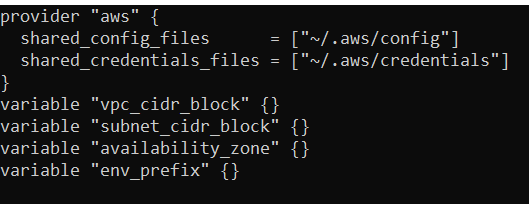 provider "aws" {
  shared_config_files      = ["~/.aws/config"]
  shared_credentials_files = ["~/.aws/credentials"]
}
variable "vpc_cidr_block" {}
variable "subnet_cidr_block" {}
variable "availability_zone" {}
variable "env_prefix" {}